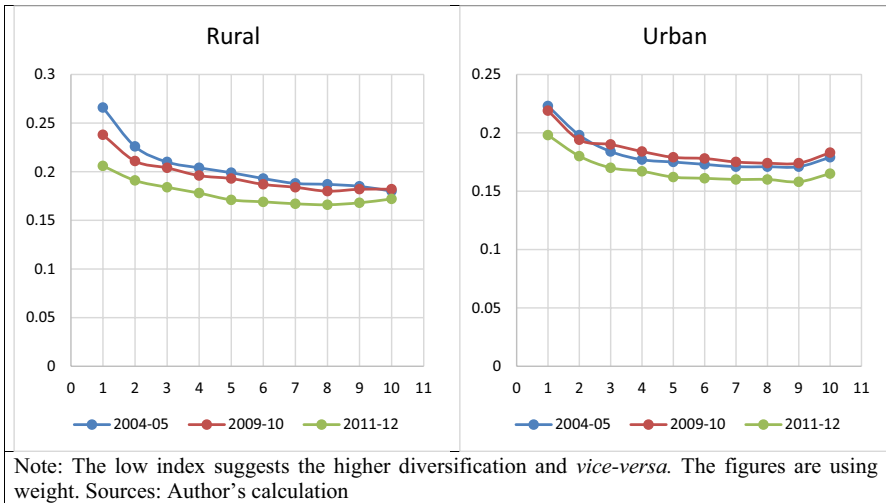 Rural
0.3
0.25
0.2
0.15
0.1
0.05
0
0 1 2 3 4 5 6 7 8 9 10 11
2004-05 2009-10 2011-12
Urban
0.25
0.2
0.15
0.1
0.05
0
0 1 2 3 4 5 6 7 8 9 10 11
2004-05 2009-10 2011-12
Note: The low index suggests the higher diversification and vice-versa. The figures are using
weight. Sources: Author’s calculation